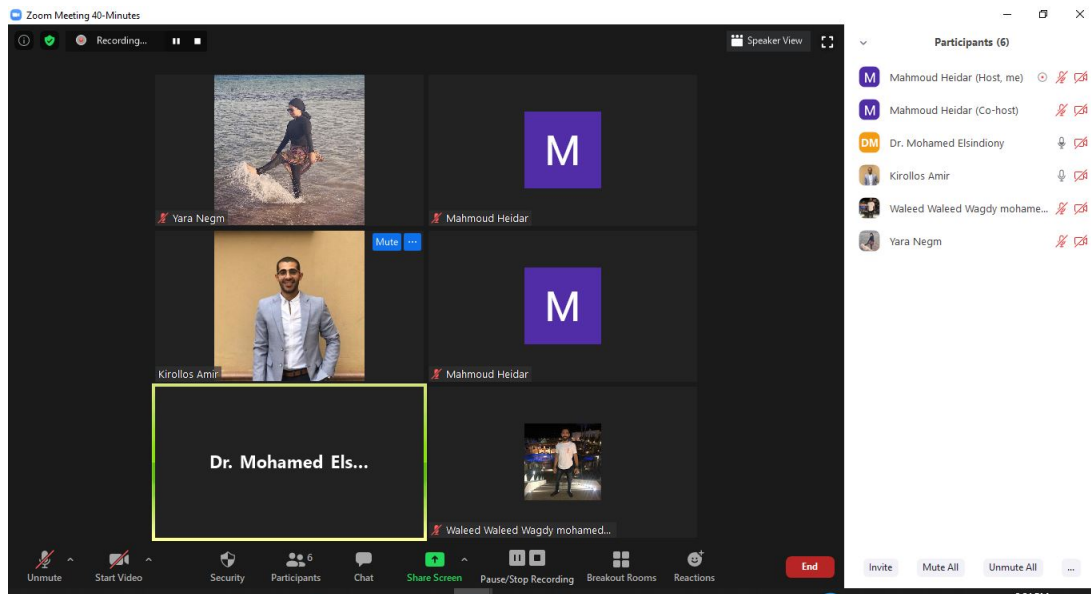 Zoom Meeting 40-Minutes
Recording...
Speaker View
Participants (6)
Yara Negm
M
Mahmoud Heidar
Mute ...
Kirollos Amir
M
Mahmoud Heidar
Dr. Mohamed Els...
Waleed Waleed Wagdy mohamed...
M Mahmoud Heidar (Host, me)
M Mahmoud Heidar (Co-host)
DM Dr. Mohamed Elsindiony
Kirollos Amir
Waleed Waleed Wagdy mohame...
Yara Negm
Unmute
Start Video
Security
6
Participants
Chat
Share Screen
Pause/Stop Recording
Breakout Rooms
Reactions
End
Invite
Mute All
Unmute All
...